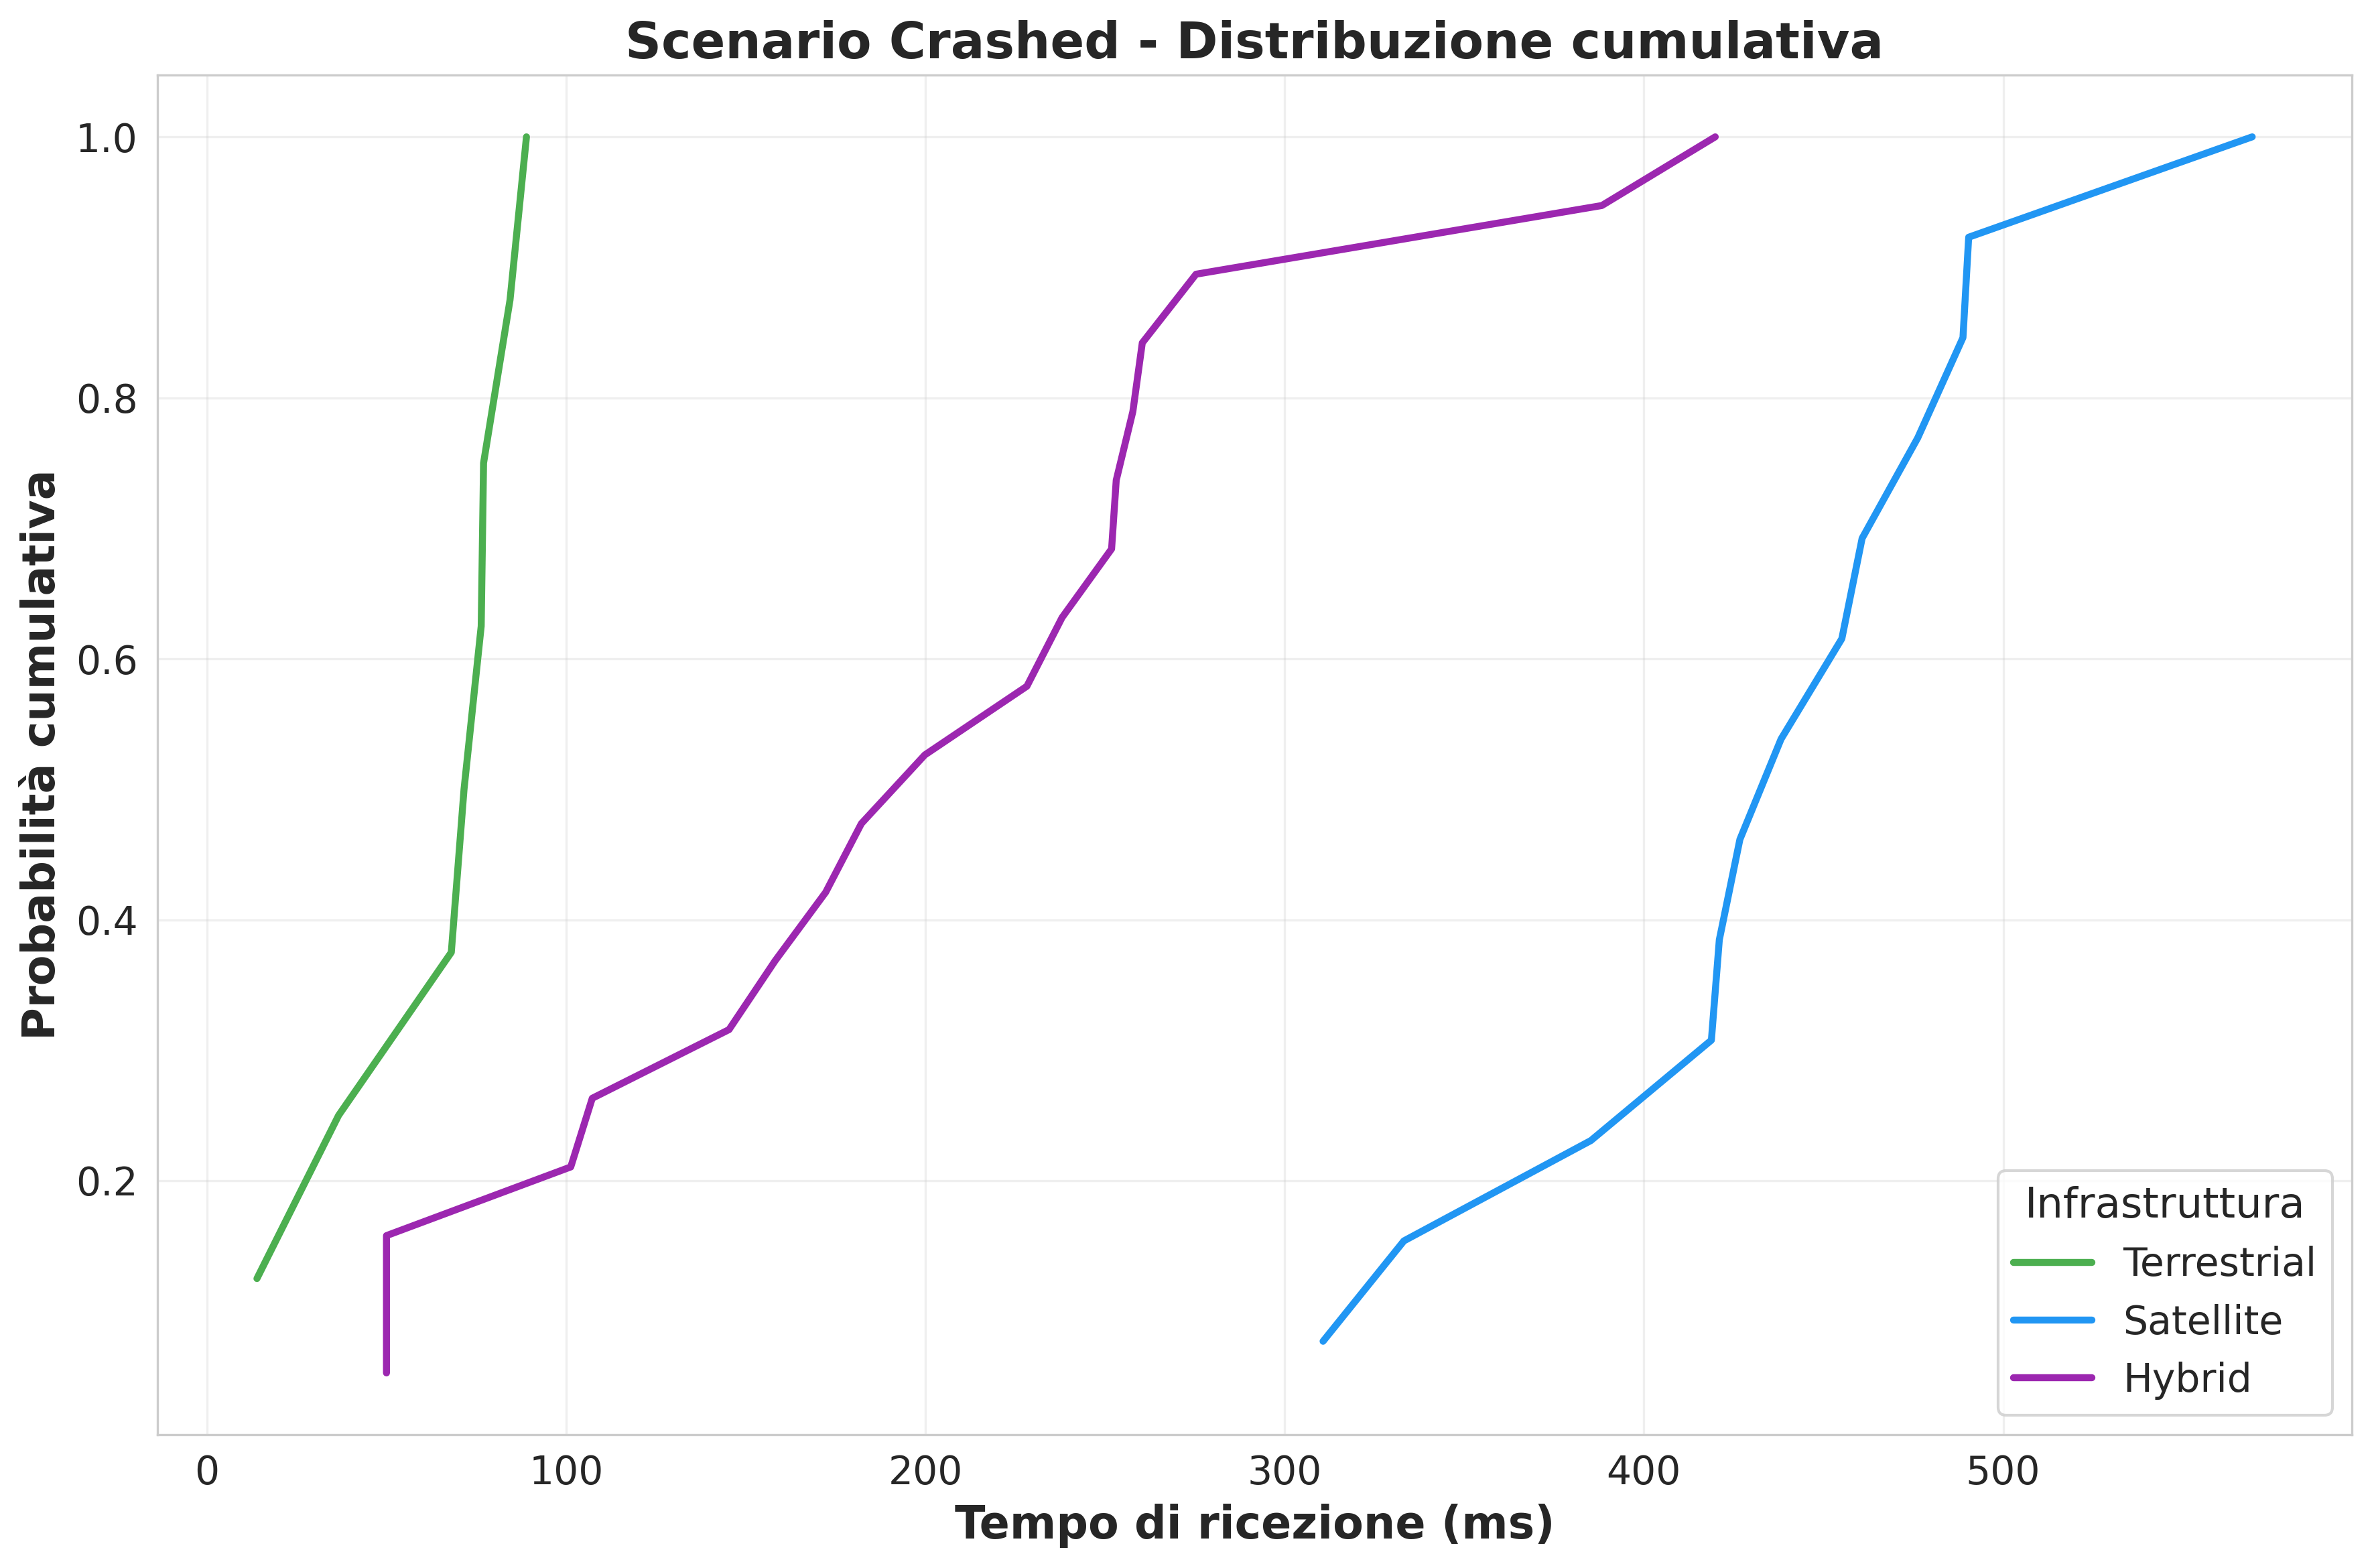 Scenario Crashed - Distribuzione cumulativa
Probabilità cumulativa
1.0
0.8
0.6
0.4
0.2
0
100
200
300
400
500
Tempo di ricezione (ms)
Infrastruttura
Terrestrial
Satellite
Hybrid